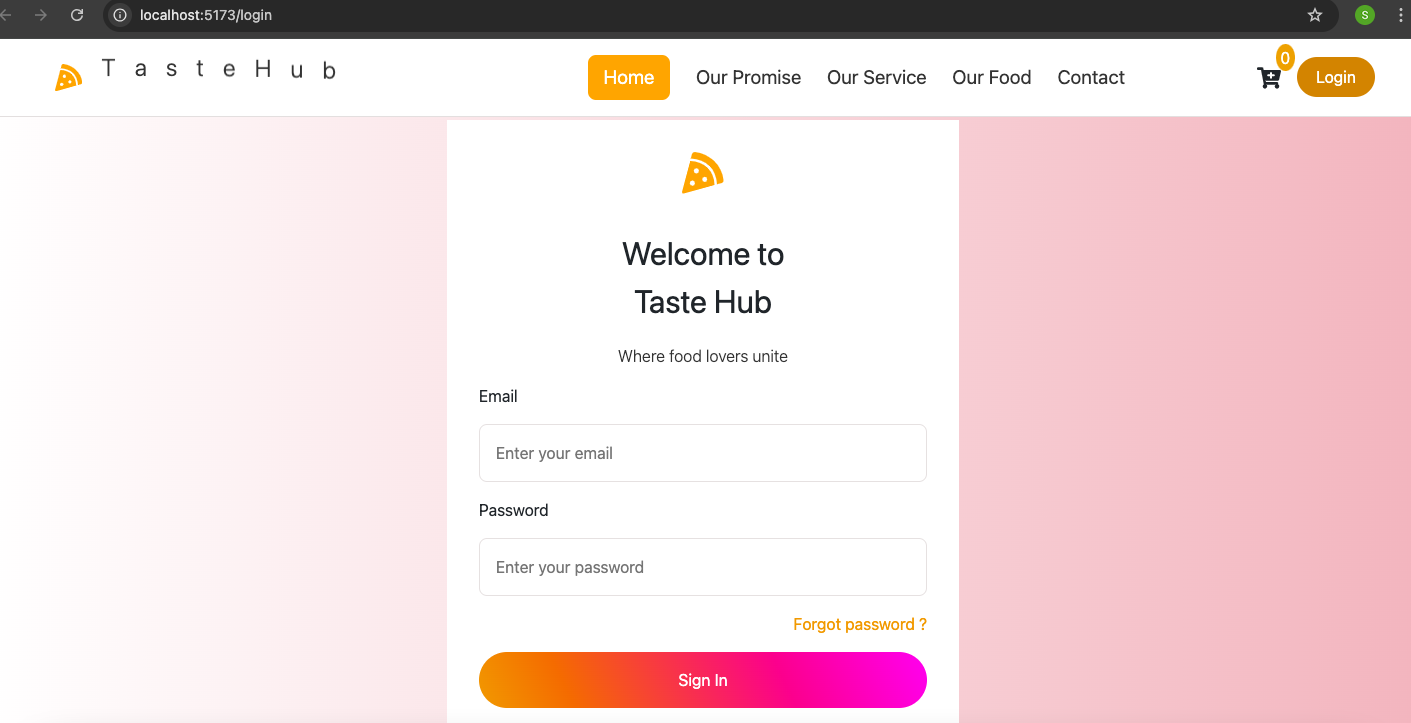 localhost:5173/login
S
T a s t e H u b
Home Our Promise Our Service Our Food Contact
0
Login
Welcome to
Taste Hub
Where food lovers unite
Email
Enter your email
Password
Enter your password
Forgot password ?
Sign In